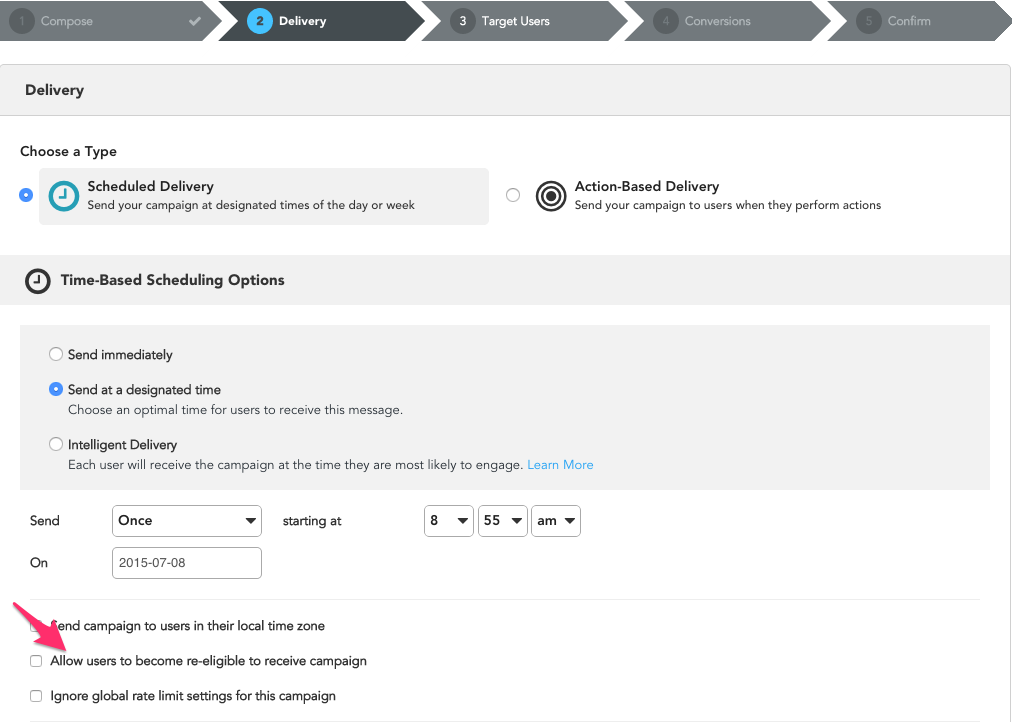 1 Compose 2 Delivery 3 Target Users 4 Conversions 5 Confirm
Delivery
Choose a Type
Scheduled Delivery
Send your campaign at designated times of the day or week
Action-Based Delivery
Send your campaign to users when they perform actions
Time-Based Scheduling Options
Send immediately
Send at a designated time
Choose an optimal time for users to receive this message.
Intelligent Delivery
Each user will receive the campaign at the time they are most likely to engage. Learn More
Send Once starting at 8 55 am
On 2015-07-08
Send campaign to users in their local time zone
Allow users to become re-eligible to receive campaign
Ignore global rate limit settings for this campaign